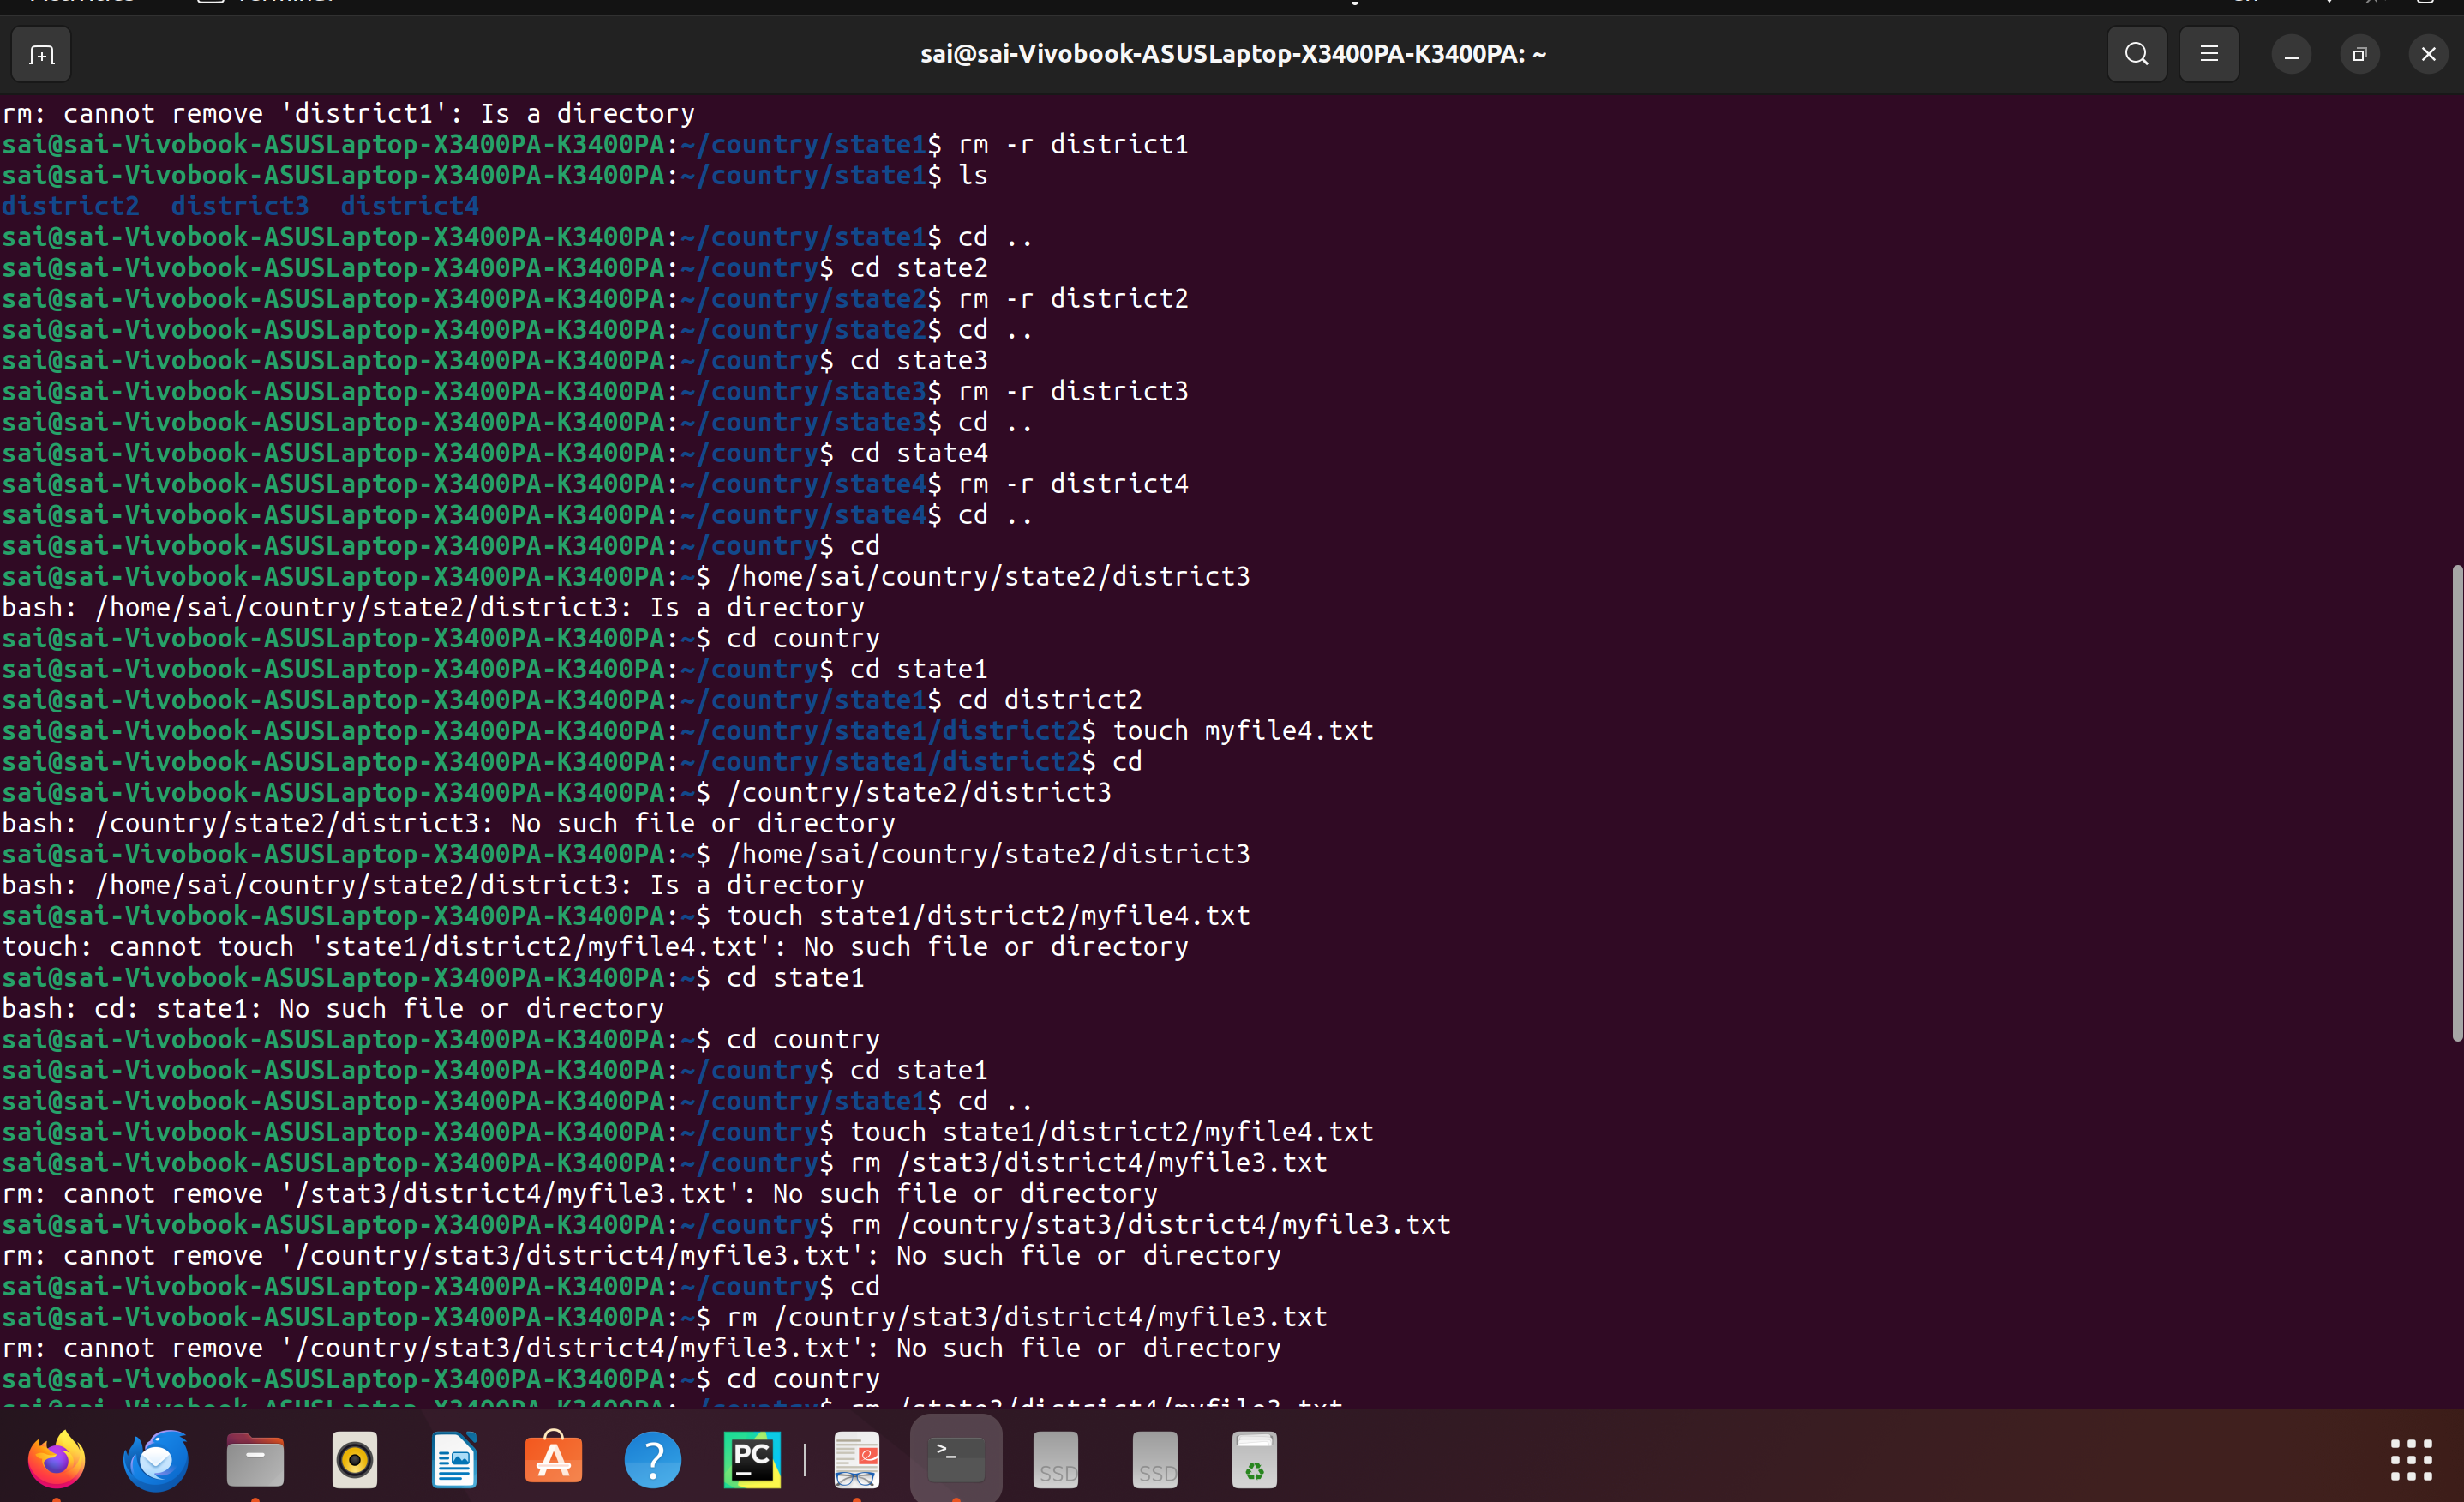 sai@sai-Vivobook-ASUSLaptop-X3400PA-K3400PA: ~
rm: cannot remove 'district1': Is a directory
sai@sai-Vivobook-ASUSLaptop-X3400PA-K3400PA:~/country/state1$ rm -r district1
sai@sai-Vivobook-ASUSLaptop-X3400PA-K3400PA:~/country/state1$ ls
district2  district3  district4
sai@sai-Vivobook-ASUSLaptop-X3400PA-K3400PA:~/country/state1$ cd ..
sai@sai-Vivobook-ASUSLaptop-X3400PA-K3400PA:~/country$ cd state2
sai@sai-Vivobook-ASUSLaptop-X3400PA-K3400PA:~/country/state2$ rm -r district2
sai@sai-Vivobook-ASUSLaptop-X3400PA-K3400PA:~/country/state2$ cd ..
sai@sai-Vivobook-ASUSLaptop-X3400PA-K3400PA:~/country$ cd state3
sai@sai-Vivobook-ASUSLaptop-X3400PA-K3400PA:~/country/state3$ rm -r district3
sai@sai-Vivobook-ASUSLaptop-X3400PA-K3400PA:~/country/state3$ cd ..
sai@sai-Vivobook-ASUSLaptop-X3400PA-K3400PA:~/country$ cd state4
sai@sai-Vivobook-ASUSLaptop-X3400PA-K3400PA:~/country/state4$ rm -r district4
sai@sai-Vivobook-ASUSLaptop-X3400PA-K3400PA:~/country/state4$ cd ..
sai@sai-Vivobook-ASUSLaptop-X3400PA-K3400PA:~/country$ cd
sai@sai-Vivobook-ASUSLaptop-X3400PA-K3400PA:~$ /home/sai/country/state2/district3
bash: /home/sai/country/state2/district3: Is a directory
sai@sai-Vivobook-ASUSLaptop-X3400PA-K3400PA:~$ cd country
sai@sai-Vivobook-ASUSLaptop-X3400PA-K3400PA:~/country$ cd state1
sai@sai-Vivobook-ASUSLaptop-X3400PA-K3400PA:~/country/state1$ cd district2
sai@sai-Vivobook-ASUSLaptop-X3400PA-K3400PA:~/country/state1/district2$ touch myfile4.txt
sai@sai-Vivobook-ASUSLaptop-X3400PA-K3400PA:~/country/state1/district2$ cd
sai@sai-Vivobook-ASUSLaptop-X3400PA-K3400PA:~$ /country/state2/district3
bash: /country/state2/district3: No such file or directory
sai@sai-Vivobook-ASUSLaptop-X3400PA-K3400PA:~$ /home/sai/country/state2/district3
bash: /home/sai/country/state2/district3: Is a directory
sai@sai-Vivobook-ASUSLaptop-X3400PA-K3400PA:~$ touch state1/district2/myfile4.txt
touch: cannot touch 'state1/district2/myfile4.txt': No such file or directory
sai@sai-Vivobook-ASUSLaptop-X3400PA-K3400PA:~$ cd state1
bash: cd: state1: No such file or directory
sai@sai-Vivobook-ASUSLaptop-X3400PA-K3400PA:~$ cd country
sai@sai-Vivobook-ASUSLaptop-X3400PA-K3400PA:~/country$ cd state1
sai@sai-Vivobook-ASUSLaptop-X3400PA-K3400PA:~/country/state1$ cd ..
sai@sai-Vivobook-ASUSLaptop-X3400PA-K3400PA:~/country$ touch state1/district2/myfile4.txt
sai@sai-Vivobook-ASUSLaptop-X3400PA-K3400PA:~/country$ rm /stat3/district4/myfile3.txt
rm: cannot remove '/stat3/district4/myfile3.txt': No such file or directory
sai@sai-Vivobook-ASUSLaptop-X3400PA-K3400PA:~/country$ rm /country/stat3/district4/myfile3.txt
rm: cannot remove '/country/stat3/district4/myfile3.txt': No such file or directory
sai@sai-Vivobook-ASUSLaptop-X3400PA-K3400PA:~/country$ cd
sai@sai-Vivobook-ASUSLaptop-X3400PA-K3400PA:~$ rm /country/stat3/district4/myfile3.txt
rm: cannot remove '/country/stat3/district4/myfile3.txt': No such file or directory
sai@sai-Vivobook-ASUSLaptop-X3400PA-K3400PA:~$ cd country
PC
SSD
SSD